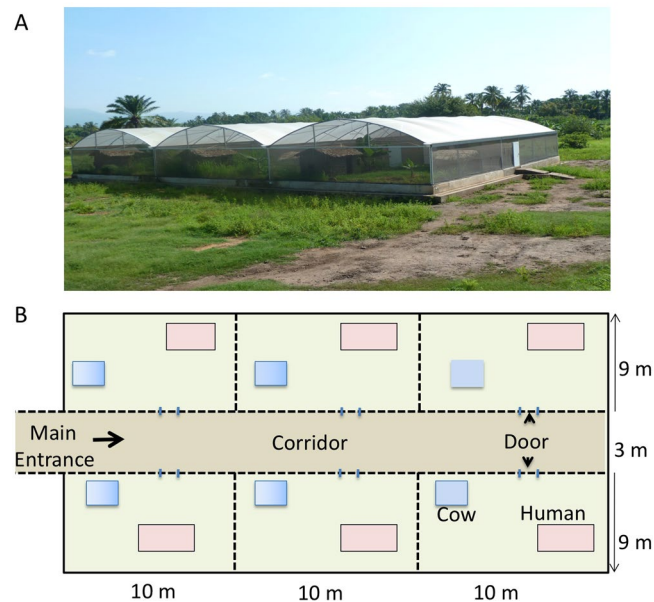 A
B
9 m
Main
Entrance
Corridor
Door
3 m
Cow
Human
9 m
10 m
10 m
10 m